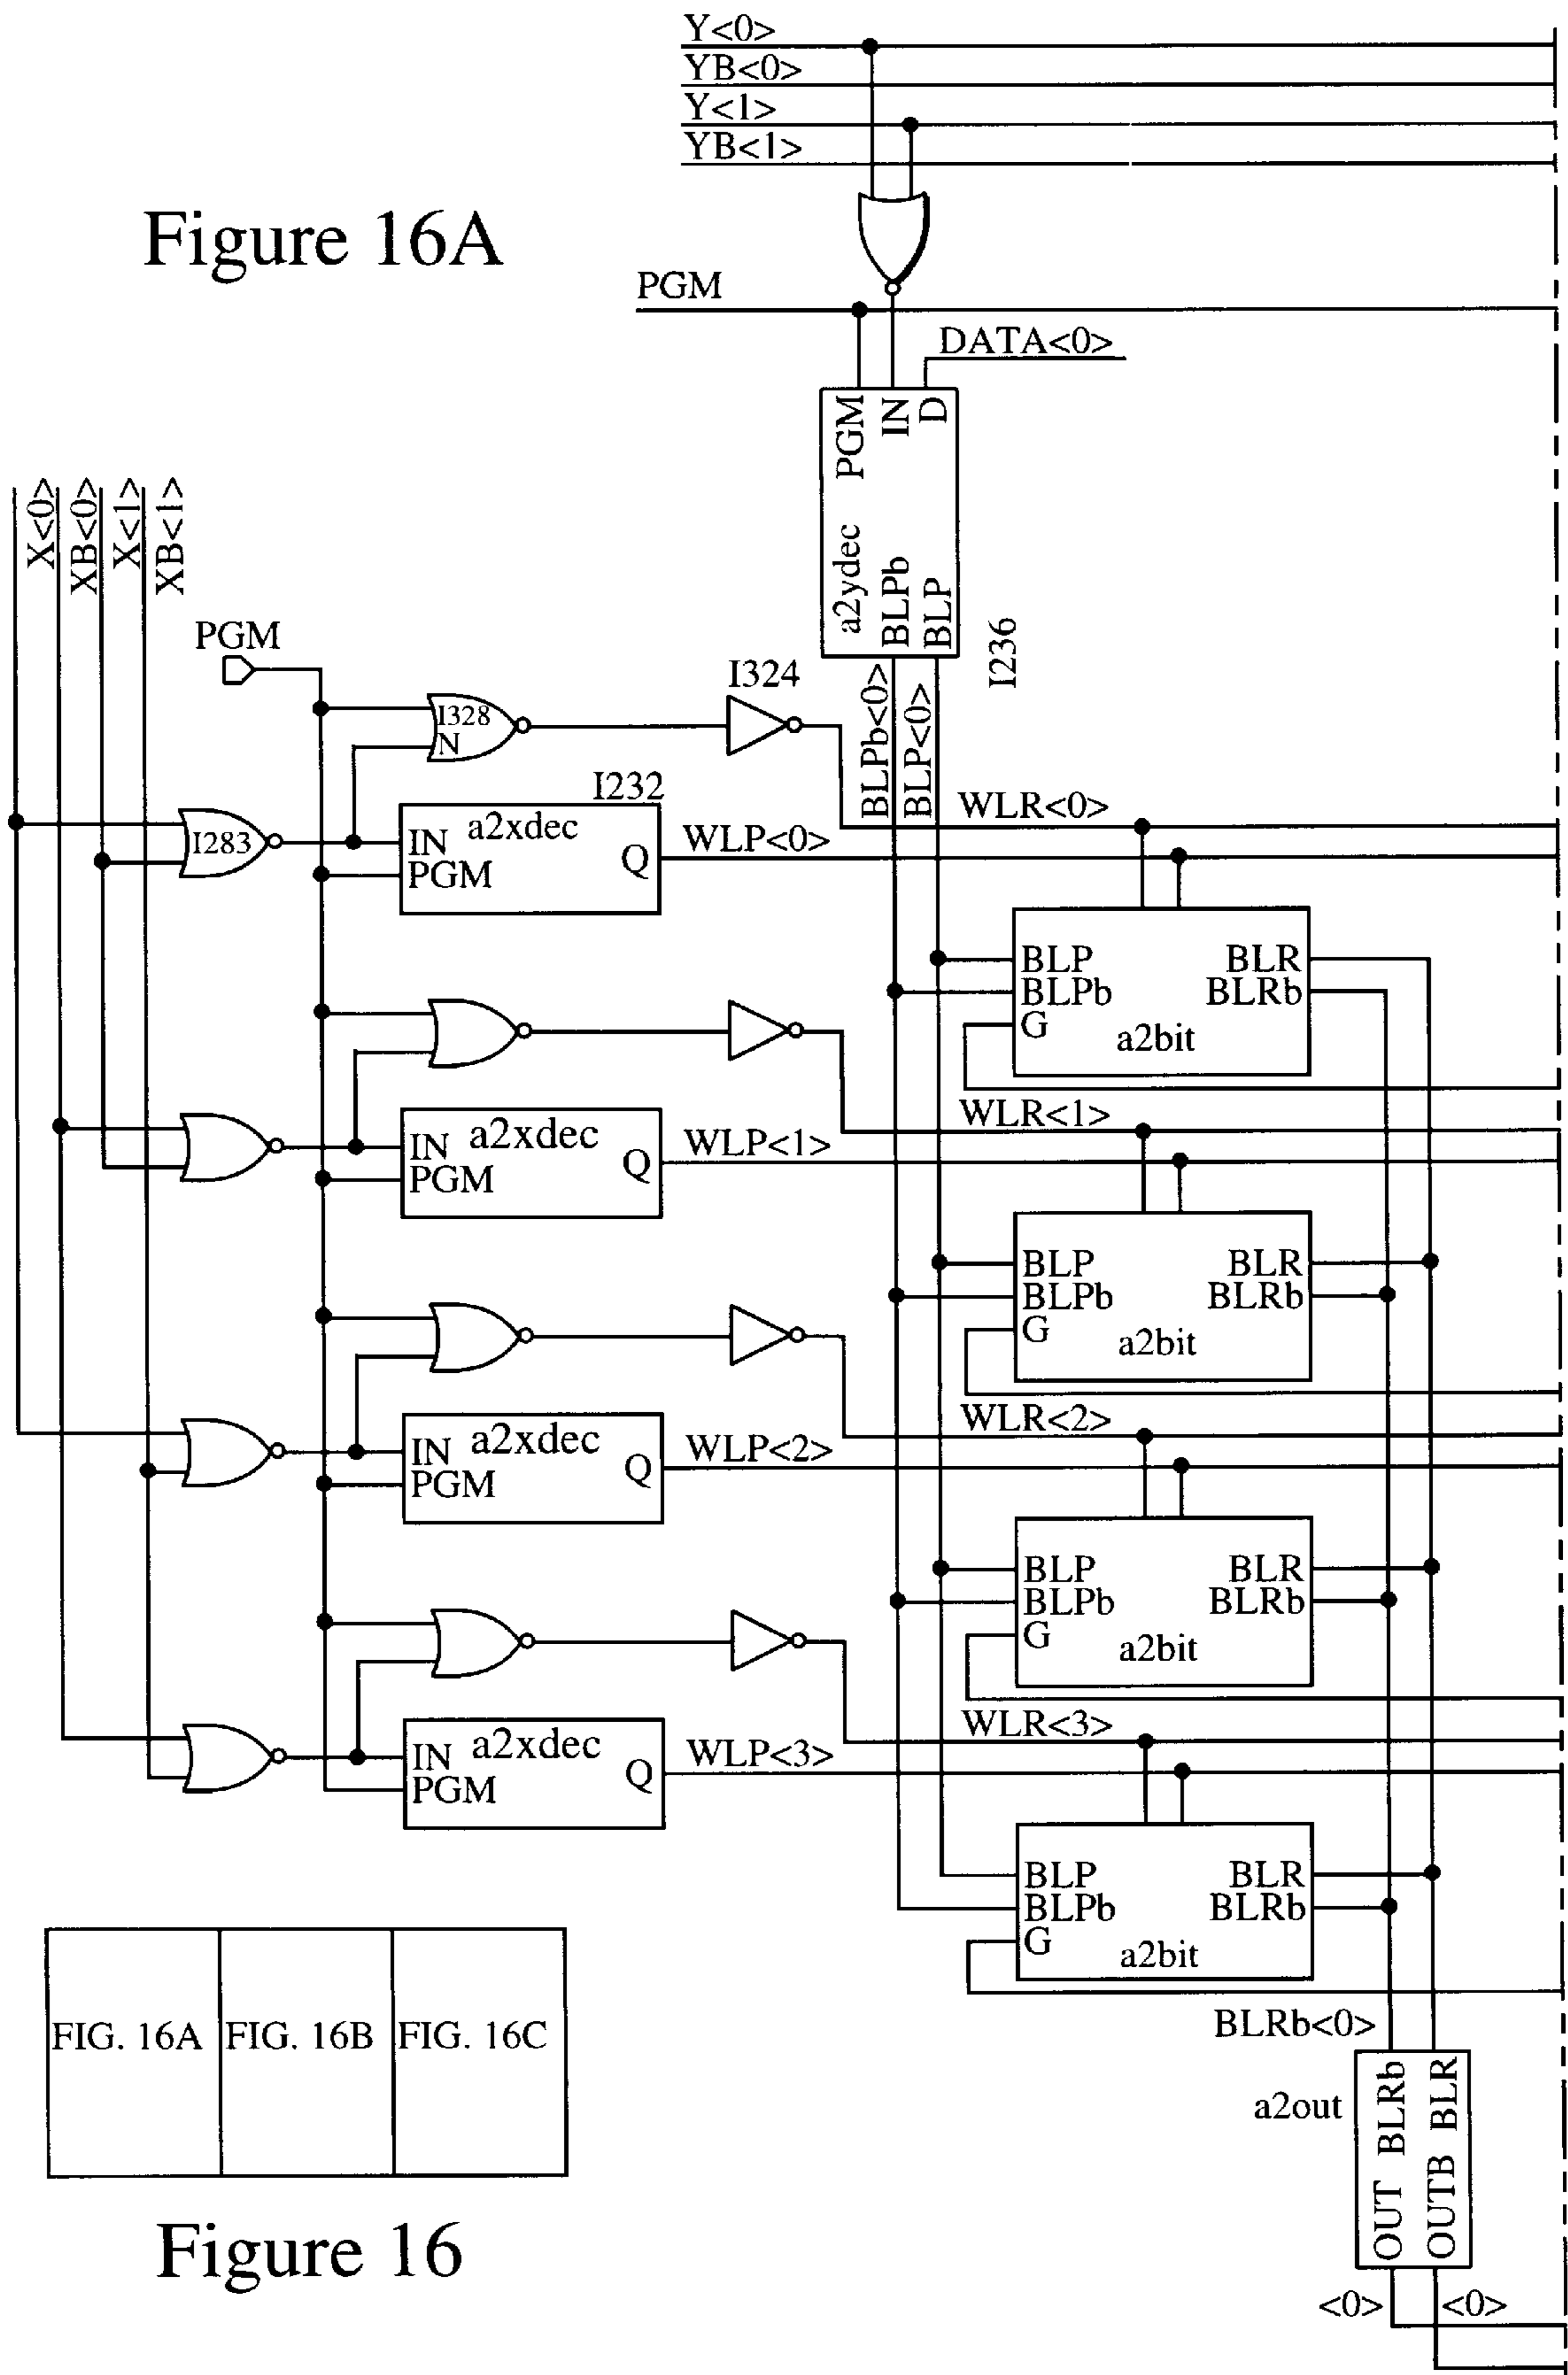 Y<0>
YB<0>
Y<1>
YB<1>
Figure 16A
PGM
DATA<0>
PGM
IN
D
a2ydec
BLPb
BLP
I236
X<0>
XB<0>
X<1>
XB<1>
PGM
I328
N
I324
BLPb<0>
BLP<0>
I232
I283
IN a2xdec
PGM
Q
WLR<0>
WLP<0>
BLP BLR
BLPb BLRb
G
a2bit
IN a2xdec
PGM
Q
WLR<1>
WLP<1>
BLP BLR
BLPb BLRb
G
a2bit
IN a2xdec
PGM
Q
WLR<2>
WLP<2>
BLP BLR
BLPb BLRb
G
a2bit
IN a2xdec
PGM
Q
WLR<3>
WLP<3>
BLP BLR
BLPb BLRb
G
a2bit
FIG. 16A FIG. 16B FIG. 16C
Figure 16
BLRb<0>
a2out
OUT BLRb
OUTB BLR
<0> <0>